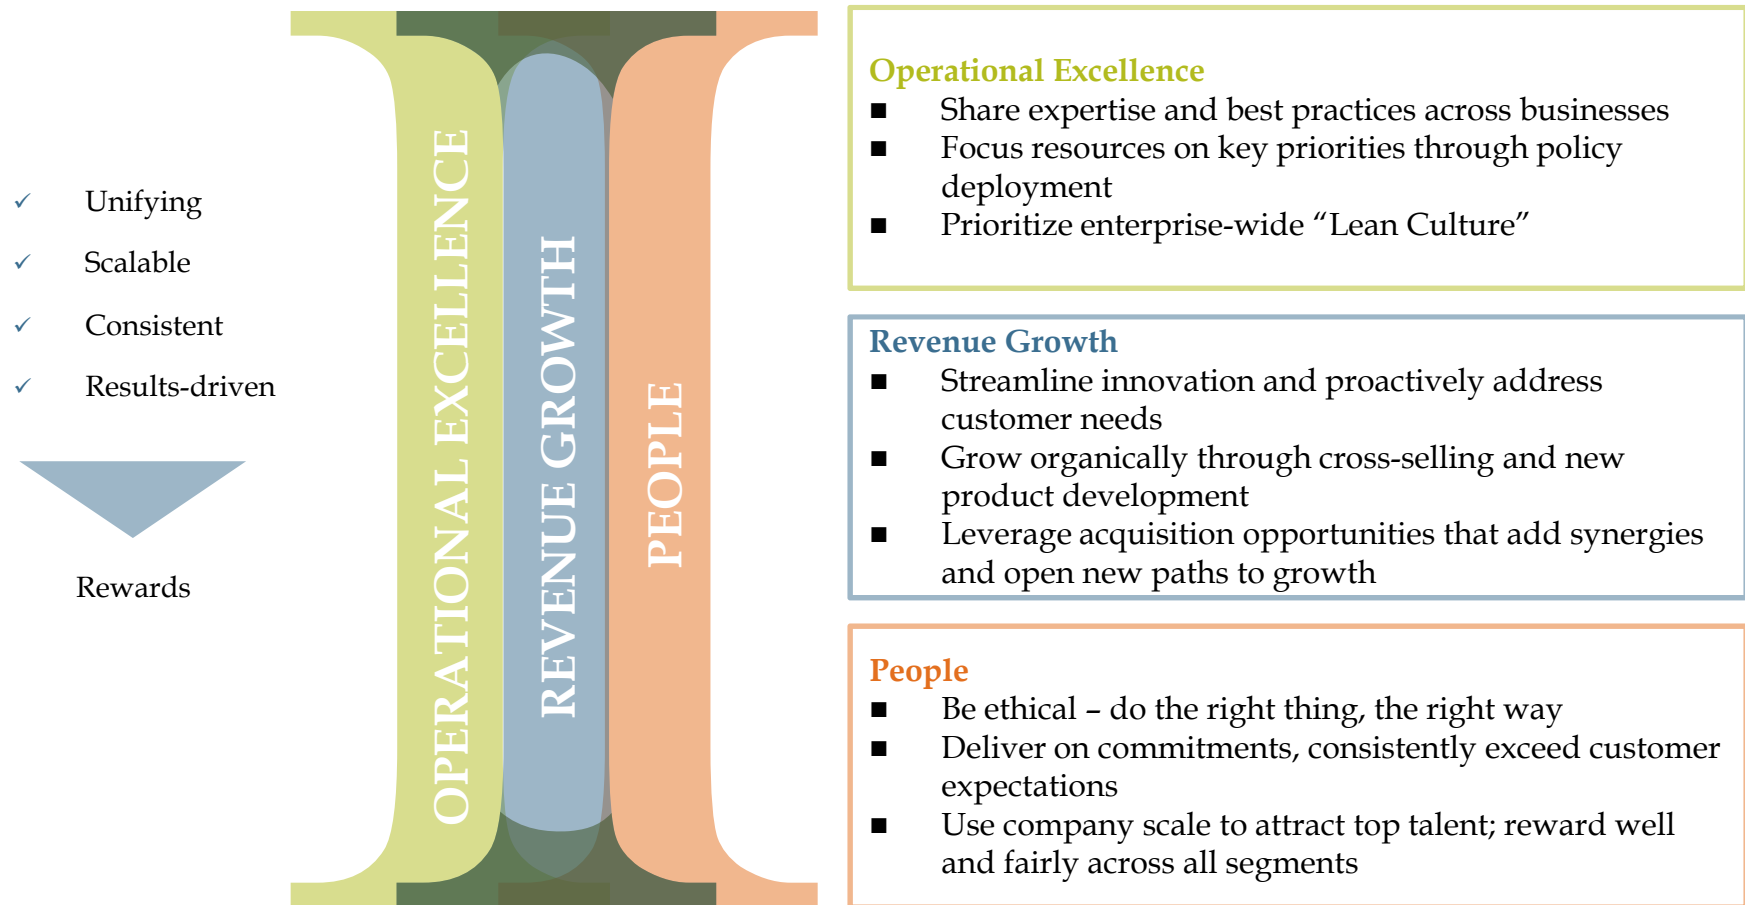 ✓ Unifying
✓ Scalable
✓ Consistent
✓ Results-driven
Rewards
OPERATIONAL EXCELLENCE
REVENUE GROWTH
PEOPLE
Operational Excellence
■ Share expertise and best practices across businesses
■ Focus resources on key priorities through policy
deployment
■ Prioritize enterprise-wide “Lean Culture”
Revenue Growth
■ Streamline innovation and proactively address
customer needs
■ Grow organically through cross-selling and new
product development
■ Leverage acquisition opportunities that add synergies
and open new paths to growth
People
■ Be ethical – do the right thing, the right way
■ Deliver on commitments, consistently exceed customer
expectations
■ Use company scale to attract top talent; reward well
and fairly across all segments